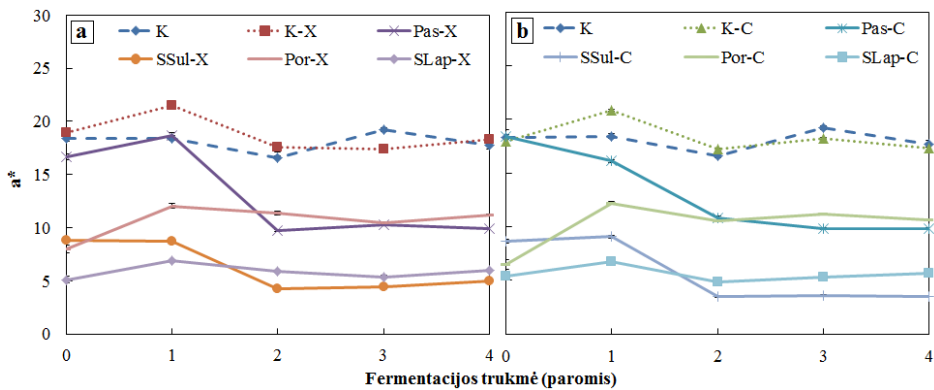 a
K
K-X
Pas-X
SSul-X
Por-X
SLap-X
b
K
K-C
Pas-C
SSul-C
Por-C
SLap-C
30
25
20
15
10
5
0
a*
0 1 2 3 4
0 1 2 3 4
Fermentacijos trukmė (paromis)